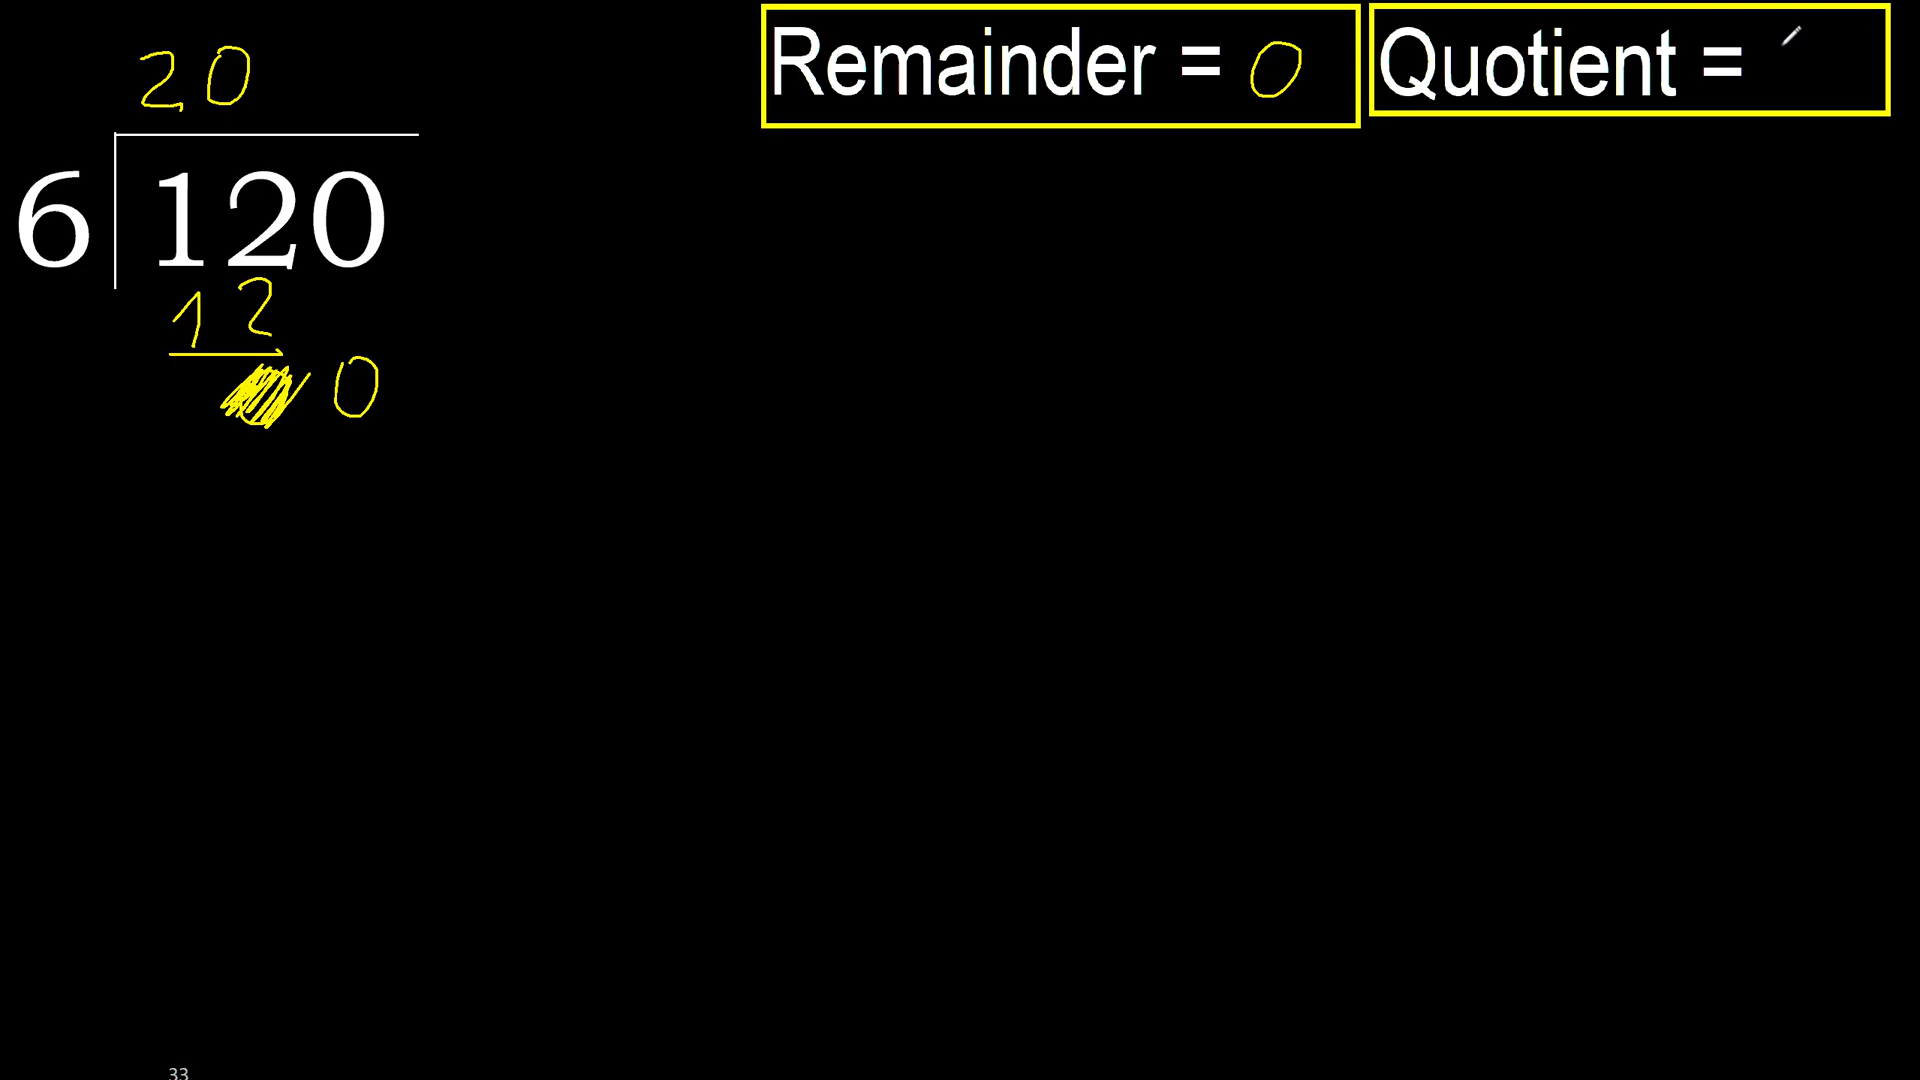 20
Remainder = 0
Quotient =
6 120
12
0
33